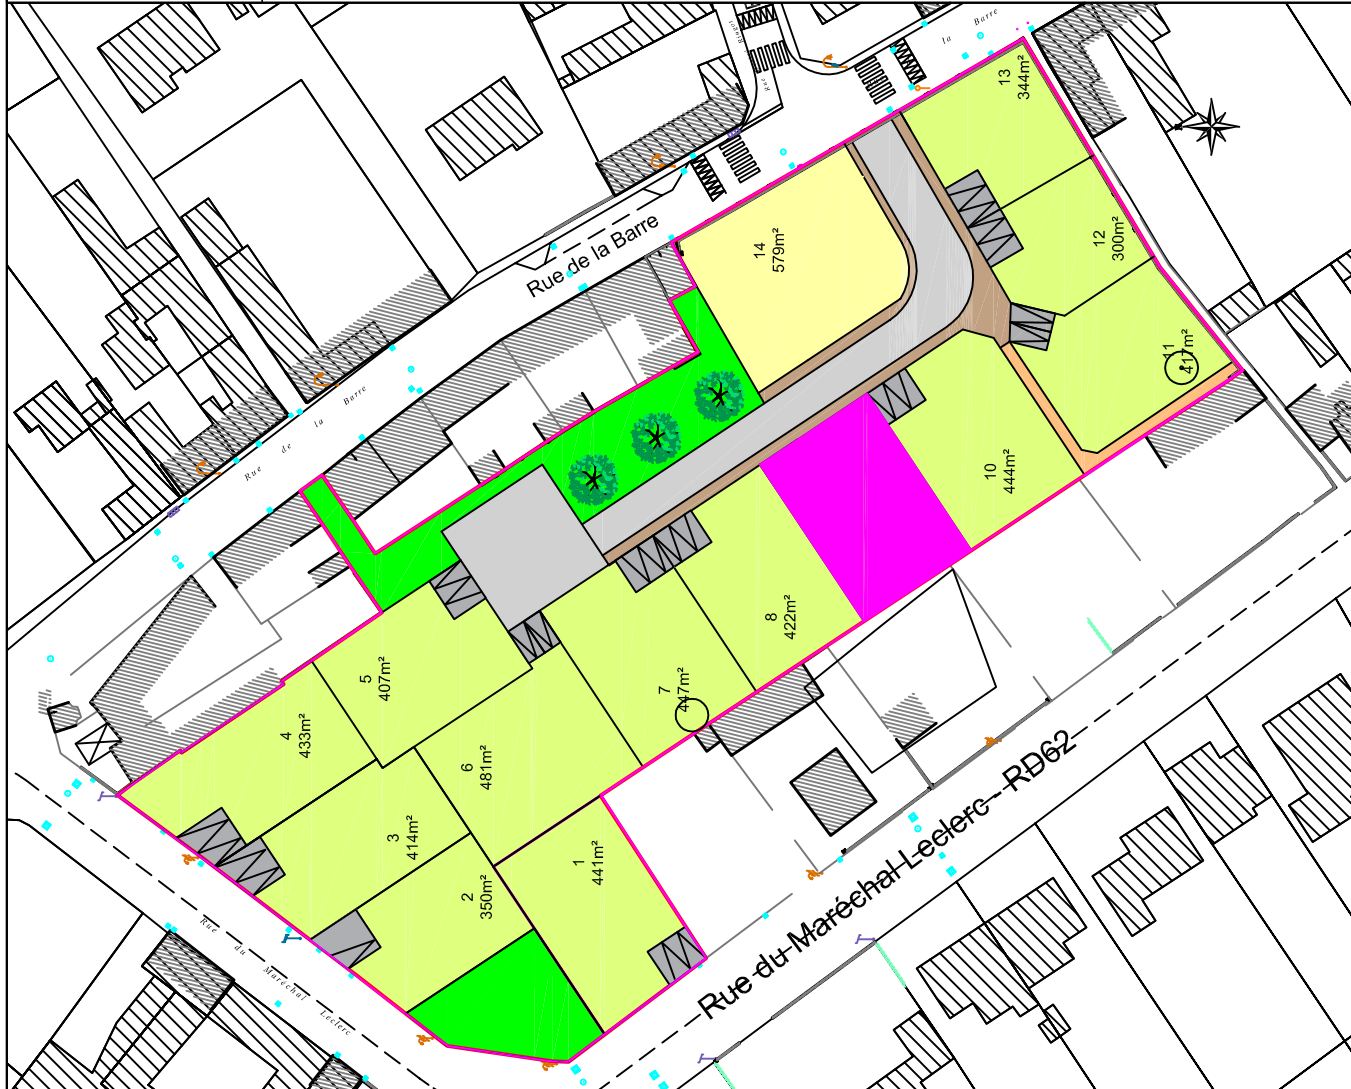 la Barre
Rue Bingot
13
344m²
12
300m²
14
579m²
Rue de la Barre
11
417m²
Rue de la Barre
10
444m²
8
422m²
5
407m²
7
447m²
4
433m²
6
481m²
3
414m²
1
441m²
2
350m²
Rue du Maréchal Leclerc - RD62
Rue du Maréchal Leclerc